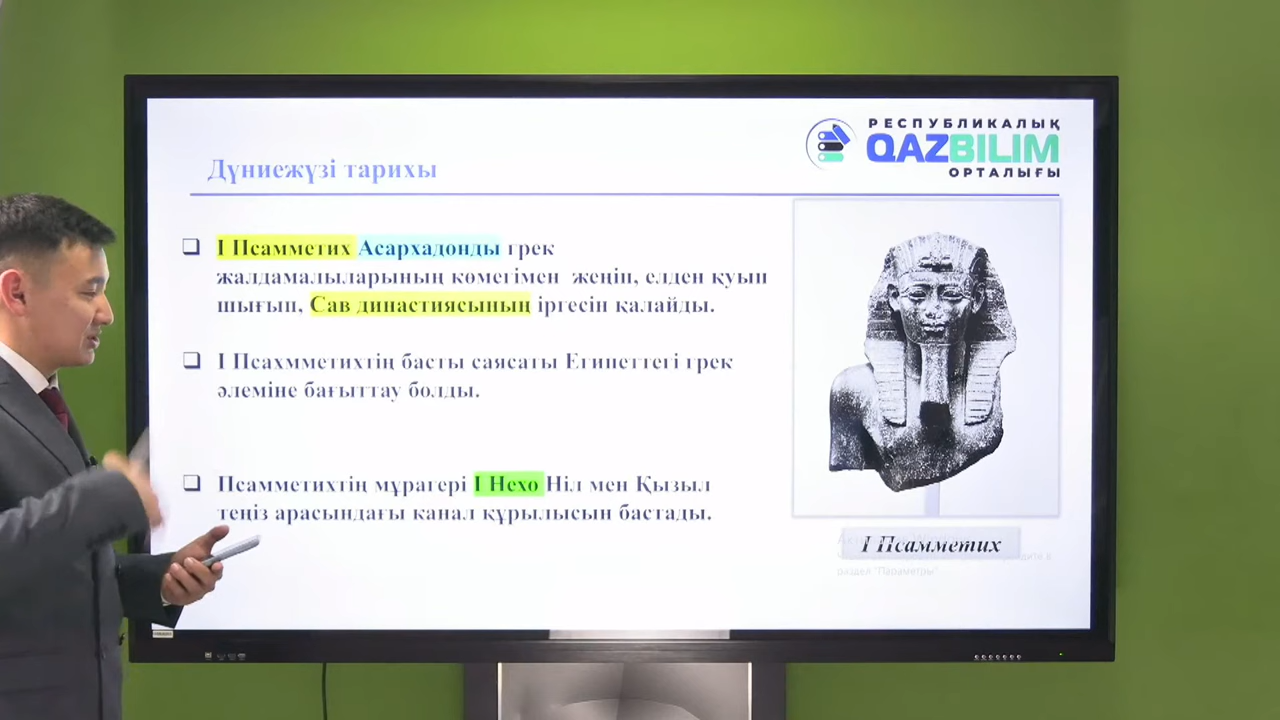 РЕСПУБЛИКАЛЫҚ
QAZBILIM
ОРТАЛЫҒЫ
Дүниежүзі тарихы
I Псамметих Асархадонды грек
жалдамалыларының көмегімен жеңіп, елден қуып
шығып, Сав династиясының іргесін қалайды.
I Псахмметихтің басты саясаты Египеттегі грек
әлеміне бағыттау болды.
Псамметихтің мұрагері I Нехо Ніл мен Қызыл
теңіз арасындағы канал құрылысын бастады.
I Псамметих
раздел "Параметры".